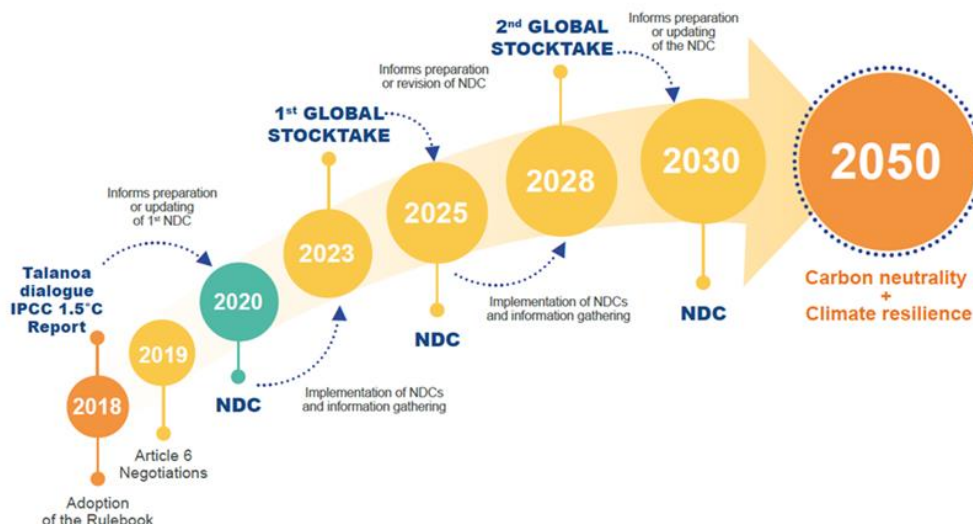 2nd GLOBAL
STOCKTAKE
Informs preparation
or updating
of the NDC
Informs preparation
or revision of NDC
1st GLOBAL
STOCKTAKE
Informs preparation
or updating
of 1st NDC
Talanoa
dialogue
IPCC 1.5°C
Report
2018
Adoption
of the Rulebook
2019
Article 6
Negotiations
2020
NDC
2023
Implementation of NDCs
and information gathering
2025
NDC
2028
Implementation of NDCs
and information gathering
2030
NDC
2050
Carbon neutrality
+
Climate resilience